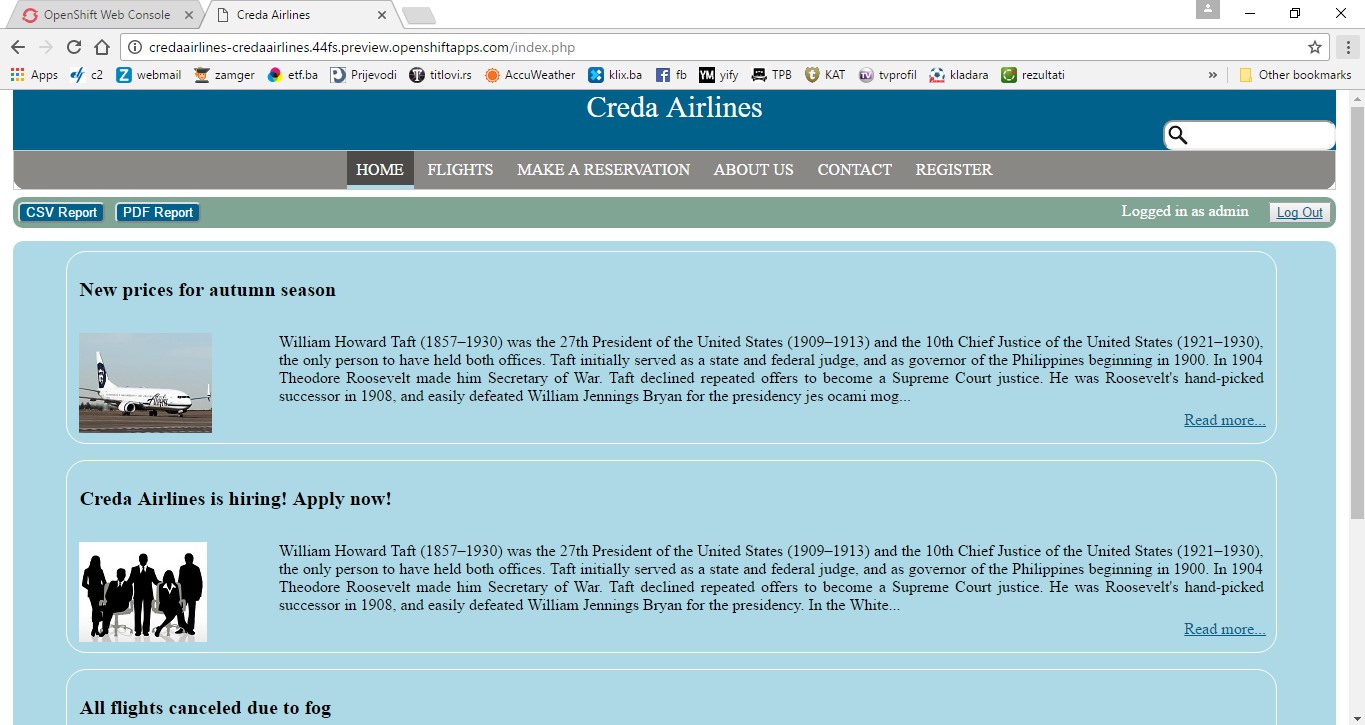 OpenShift Web Console
Creda Airlines
credaairlines-credaairlines.44fs.preview.openshiftapps.com/index.php
Apps c2 webmail zamger etf.ba Prijevodi titlovi.rs AccuWeather klix.ba fb yify TPB KAT tvprofil kladara rezultati » Other bookmarks
Creda Airlines
HOME FLIGHTS MAKE A RESERVATION ABOUT US CONTACT REGISTER
CSV Report PDF Report Logged in as admin Log Out
New prices for autumn season
William Howard Taft (1857–1930) was the 27th President of the United States (1909–1913) and the 10th Chief Justice of the United States (1921–1930),
the only person to have held both offices. Taft initially served as a state and federal judge, and as governor of the Philippines beginning in 1900. In 1904
Theodore Roosevelt made him Secretary of War. Taft declined repeated offers to become a Supreme Court justice. He was Roosevelt's hand-picked
successor in 1908, and easily defeated William Jennings Bryan for the presidency jes ocami mog...
Read more...
Creda Airlines is hiring! Apply now!
William Howard Taft (1857–1930) was the 27th President of the United States (1909–1913) and the 10th Chief Justice of the United States (1921–1930),
the only person to have held both offices. Taft initially served as a state and federal judge, and as governor of the Philippines beginning in 1900. In 1904
Theodore Roosevelt made him Secretary of War. Taft declined repeated offers to become a Supreme Court justice. He was Roosevelt's hand-picked
successor in 1908, and easily defeated William Jennings Bryan for the presidency. In the White...
Read more...
All flights canceled due to fog